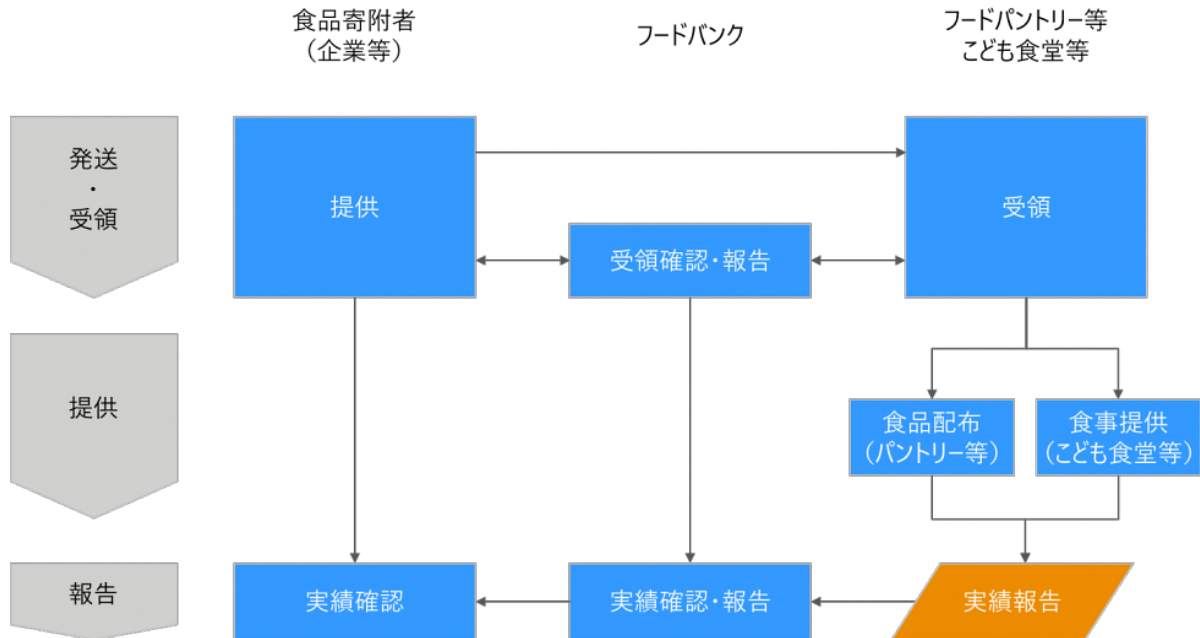 食品寄附者
（企業等）
フードバンク
フードパントリー等
こども食堂等
発送
・
受領
提供
受領
受領確認・報告
提供
食品配布
（パントリー等）
食事提供
（こども食堂等）
報告
実績確認
実績確認・報告
実績報告